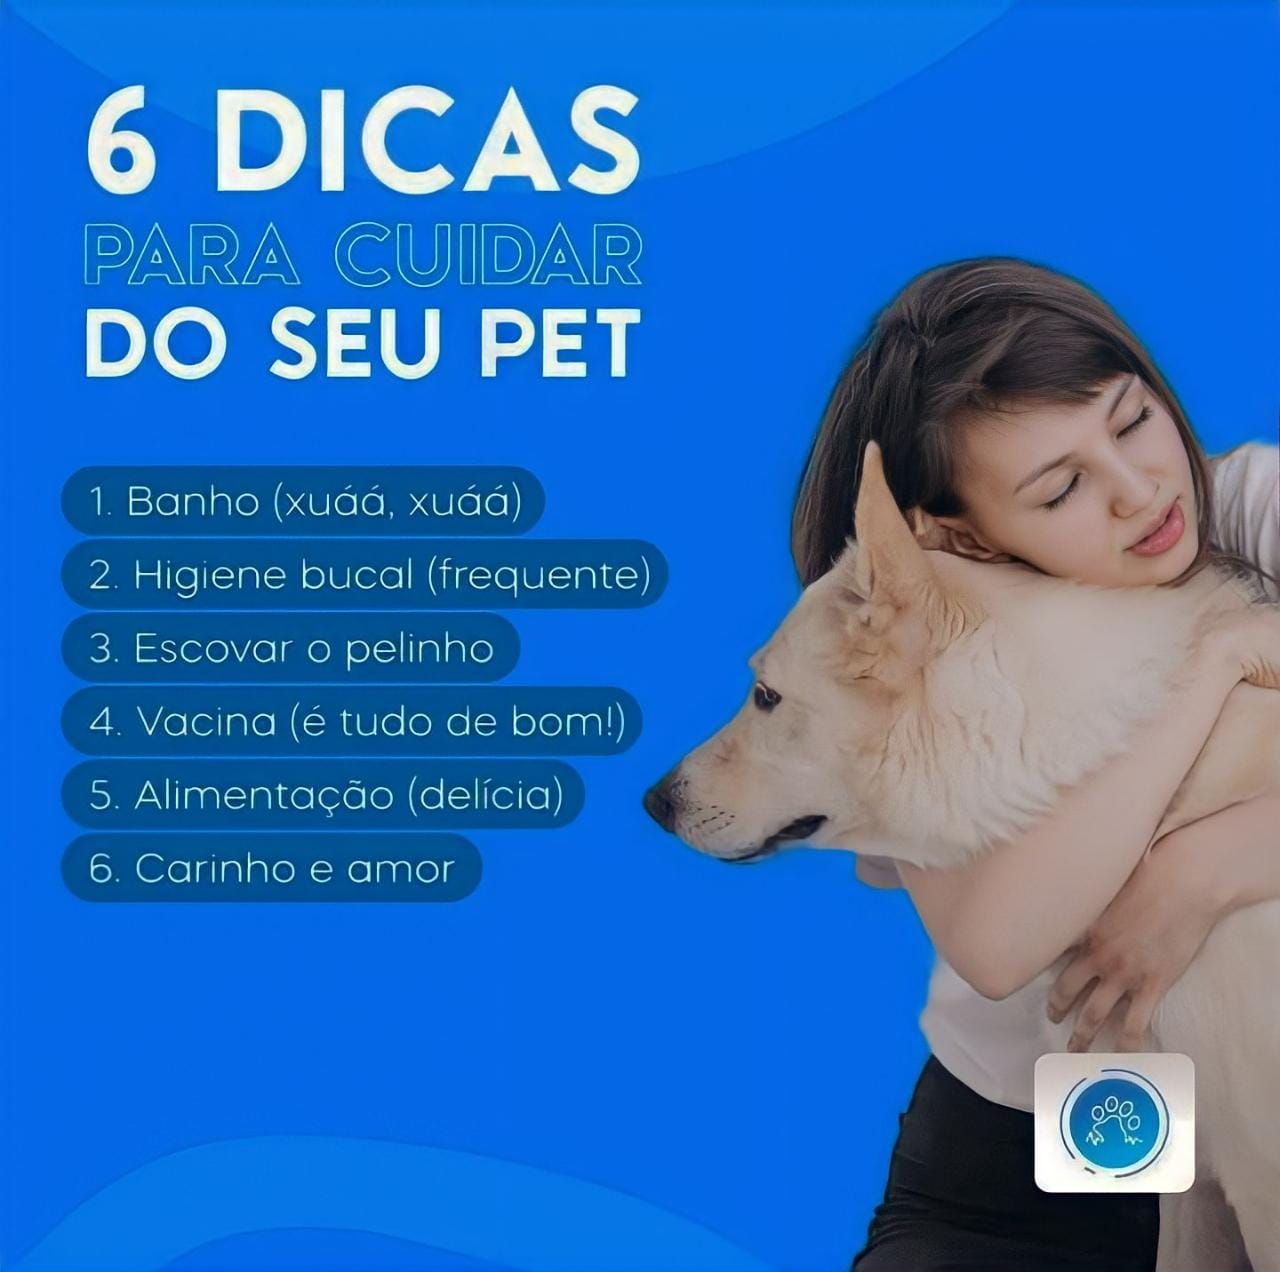 6 DICAS
PARA CUIDAR
DO SEU PET
1. Banho (xuáá, xuáá)
2. Higiene bucal (frequente)
3. Escovar o pelinho
4. Vacina (é tudo de bom!)
5. Alimentação (delícia)
6. Carinho e amor